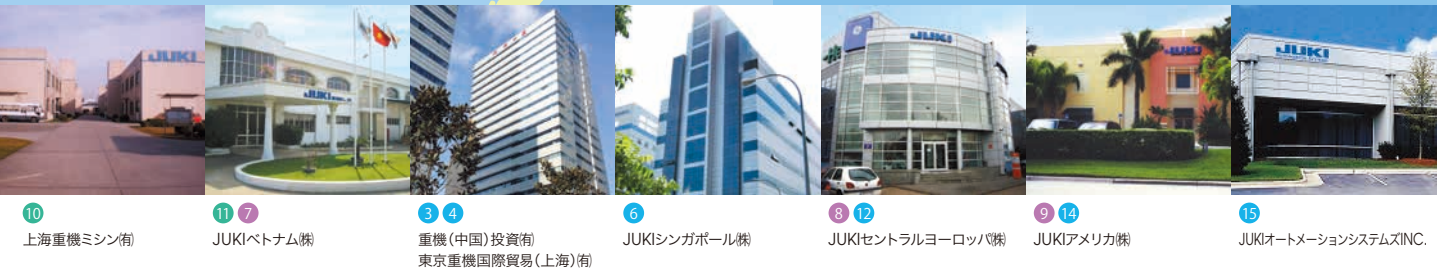 JUKI
JUKI
JUKI
JUKI
JUKI
10
上海重機ミシン㈲
11 7
JUKIベトナム㈱
3 4
重機(中国)投資㈲
東京重機国際貿易(上海)㈲
6
JUKIシンガポール㈱
8 12
JUKIセントラルヨーロッパ㈱
9 14
JUKIアメリカ㈱
15
JUKIオートメーションシステムズINC.